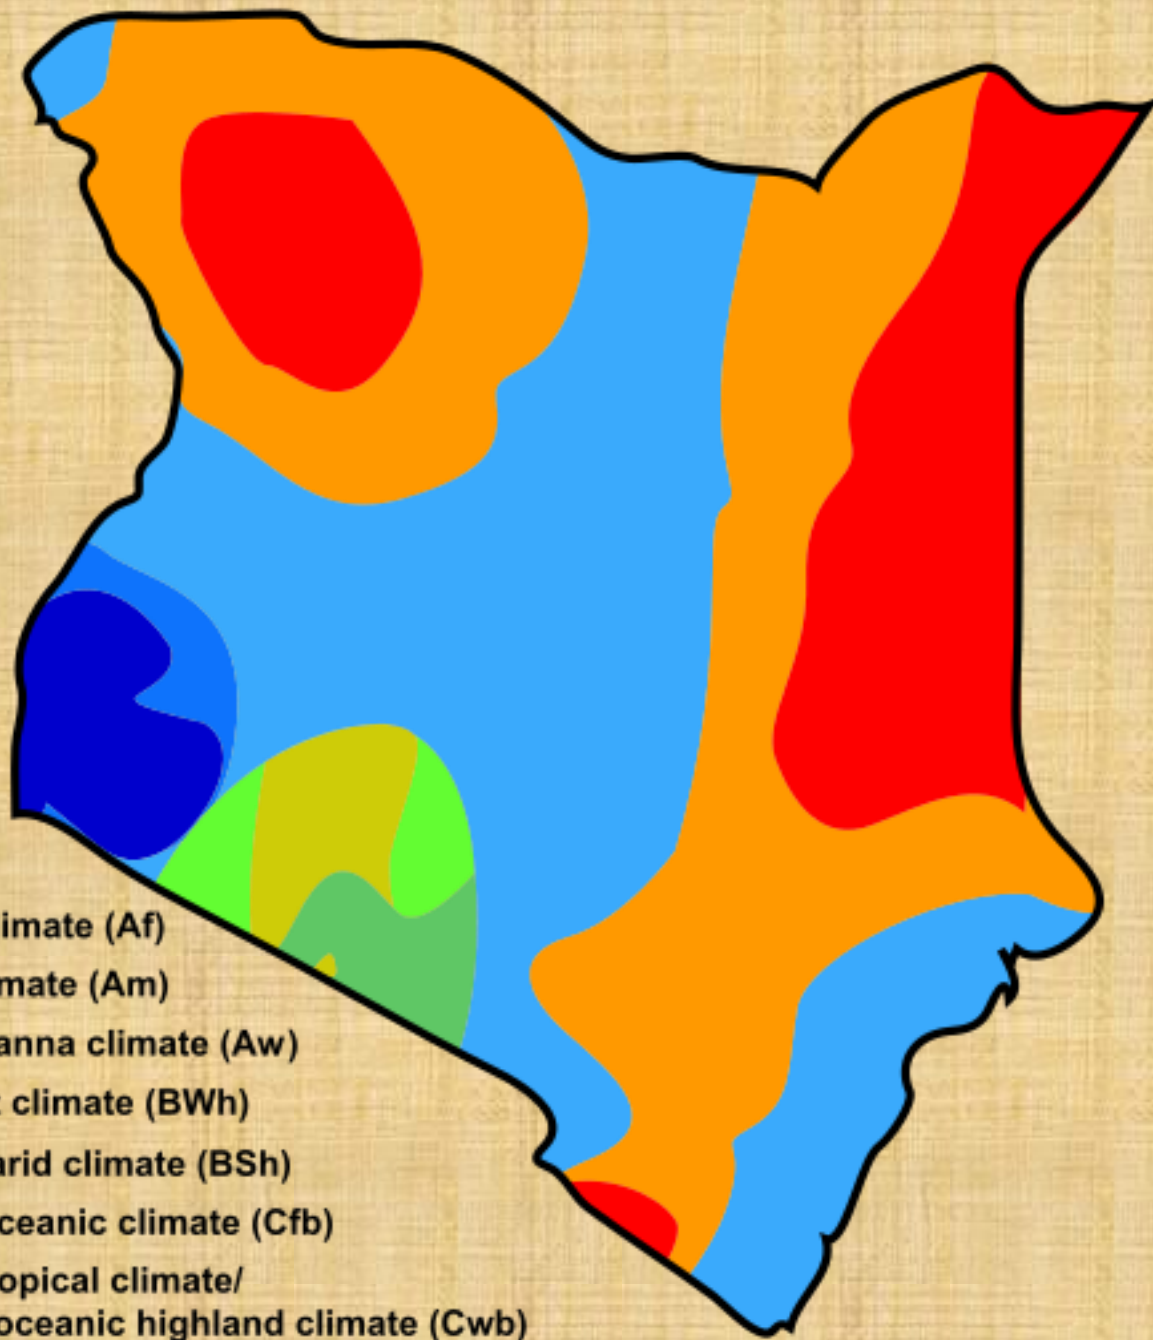 limate (Af)
mate (Am)
anna climate (Aw)
climate (BWh)
arid climate (BSh)
ceanic climate (Cfb)
opical climate/
oceanic highland climate (Cwb)